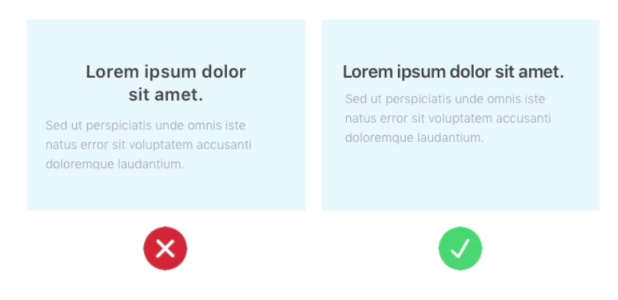 Lorem ipsum dolor
sit amet.
Sed ut perspiciatis unde omnis iste
natus error sit voluptatem accusanti
doloremque laudantium.
Lorem ipsum dolor sit amet.
Sed ut perspiciatis unde omnis iste
natus error sit voluptatem accusanti
doloremque laudantium.